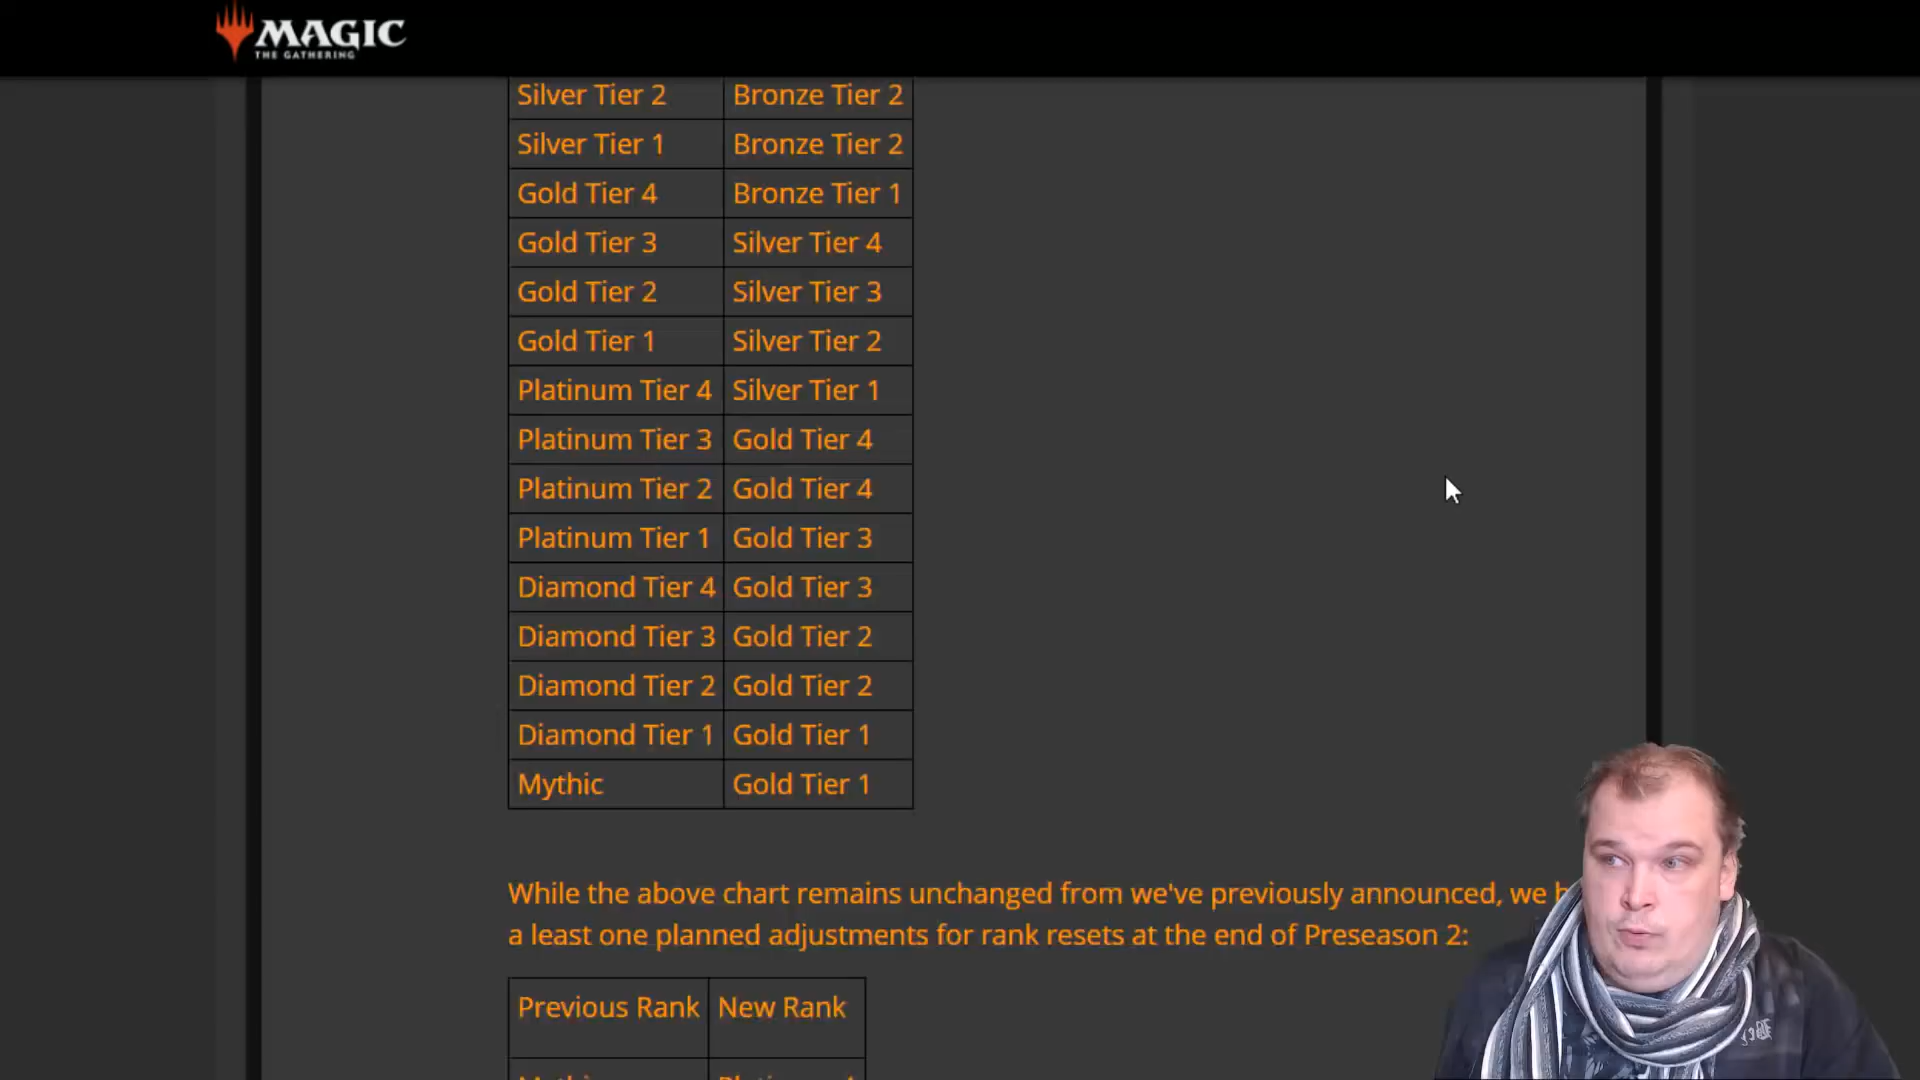 MAGIC
THE GATHERING
Silver Tier 2 Bronze Tier 2
Silver Tier 1 Bronze Tier 2
Gold Tier 4 Bronze Tier 1
Gold Tier 3 Silver Tier 4
Gold Tier 2 Silver Tier 3
Gold Tier 1 Silver Tier 2
Platinum Tier 4 Silver Tier 1
Platinum Tier 3 Gold Tier 4
Platinum Tier 2 Gold Tier 4
Platinum Tier 1 Gold Tier 3
Diamond Tier 4 Gold Tier 3
Diamond Tier 3 Gold Tier 2
Diamond Tier 2 Gold Tier 2
Diamond Tier 1 Gold Tier 1
Mythic Gold Tier 1
While the above chart remains unchanged from we've previously announced, we
a least one planned adjustments for rank resets at the end of Preseason 2:
Previous Rank New Rank